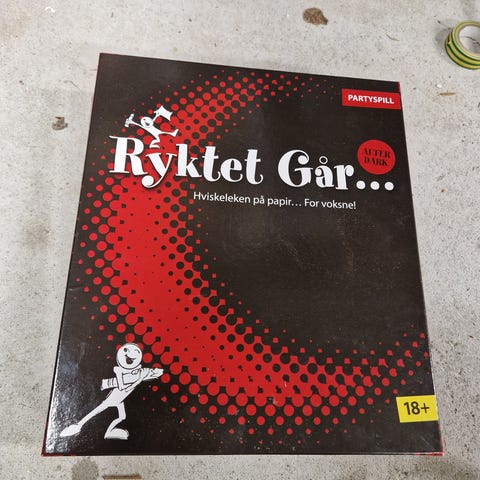 PARTYSPILL
Ryktet Går...
AFTER
DARK
Hviskeleken på papir... For voksne!
18+